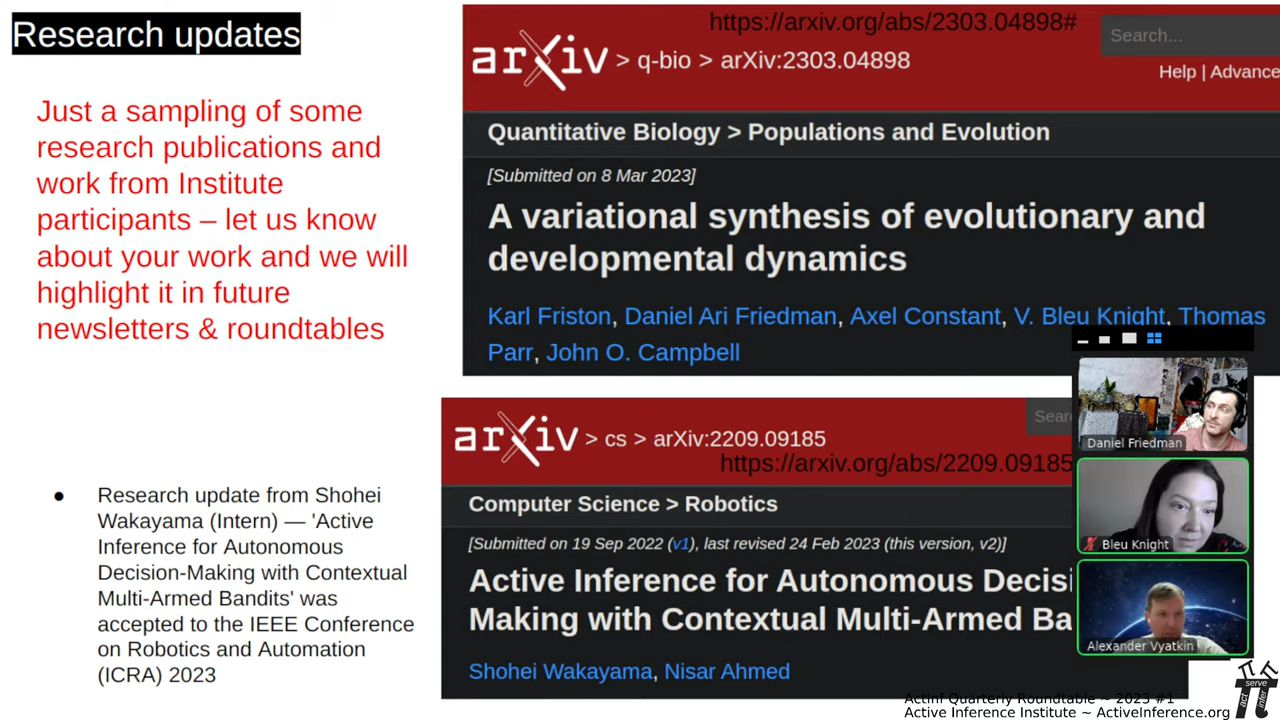 Research updates
Just a sampling of some
research publications and
work from Institute
participants – let us know
about your work and we will
highlight it in future
newsletters & roundtables
● Research update from Shohei
Wakayama (Intern) — 'Active
Inference for Autonomous
Decision-Making with Contextual
Multi-Armed Bandits' was
accepted to the IEEE Conference
on Robotics and Automation
(ICRA) 2023
https://arxiv.org/abs/2303.04898#
Search...
arXiv > q-bio > arXiv:2303.04898
Help | Advance
Quantitative Biology > Populations and Evolution
[Submitted on 8 Mar 2023]
A variational synthesis of evolutionary and
developmental dynamics
Karl Friston, Daniel Ari Friedman, Axel Constant, V. Bleu Knight, Thomas
Parr, John O. Campbell
Sear
arXiv > cs > arXiv:2209.09185
https://arxiv.org/abs/2209.09185
Computer Science > Robotics
[Submitted on 19 Sep 2022 (v1), last revised 24 Feb 2023 (this version, v2)]
Active Inference for Autonomous Decisi
Making with Contextual Multi-Armed Ba
Shohei Wakayama, Nisar Ahmed
Daniel Friedman
Bleu Knight
Alexander Vyatkin
ActInf Quarterly Roundtable ~ 2023 #1
Active Inference Institute ~ ActiveInference.org
serve
act
infer